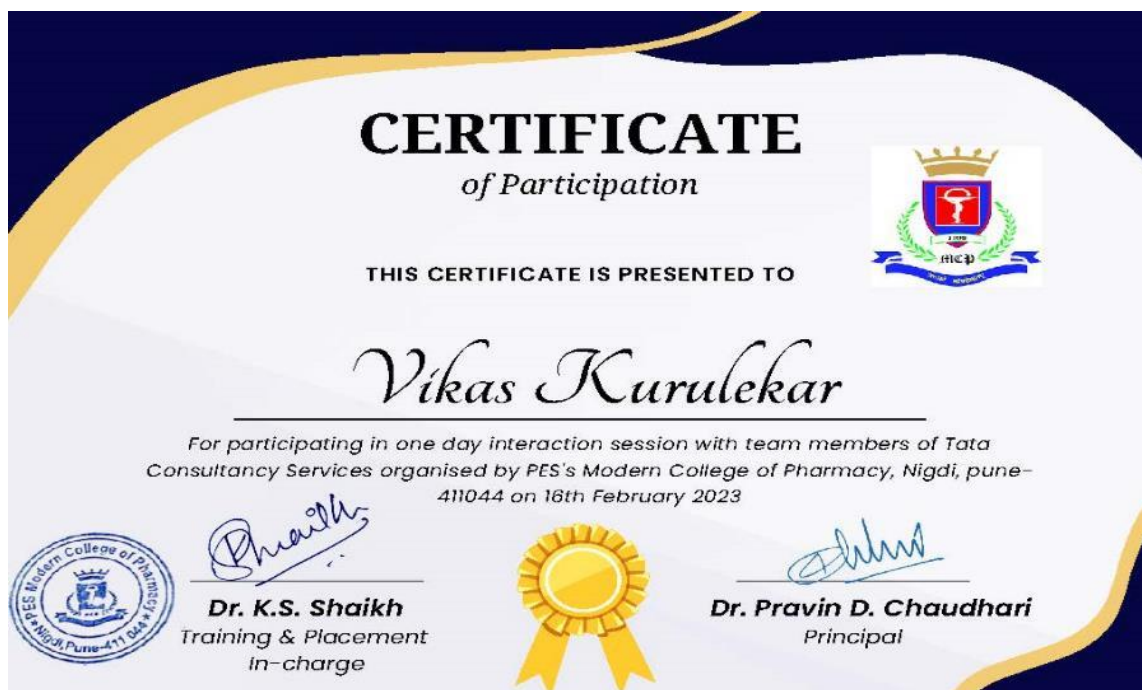 CERTIFICATE
of Participation
MCP
THIS CERTIFICATE IS PRESENTED TO
Vikas Kurulekar
For participating in one day interaction session with team members of Tata
Consultancy Services organised by PES's Modern College of Pharmacy, Nigdi, pune-
411044 on 16th February 2023
PES Modern College of Pharmacy
Nigdi, Pune-411 044
Dr. K.S. Shaikh
Training & Placement
In-charge
Dr. Pravin D. Chaudhari
Principal